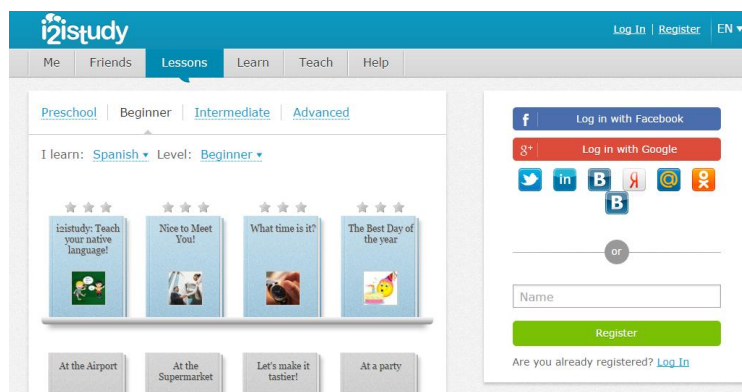 i2istudy
Log In | Register EN
Me Friends Lessons Learn Teach Help
Preschool Beginner Intermediate Advanced
I learn: Spanish Level: Beginner
i2istudy: Teach
your native
language!
Nice to Meet
You!
What time is it?
The Best Day of
the year
At the Airport
At the
Supermarket
Let's make it
tastier!
At a party
f Log in with Facebook
g+ Log in with Google
in B Я @
B
or
Name
Register
Are you already registered? Log In